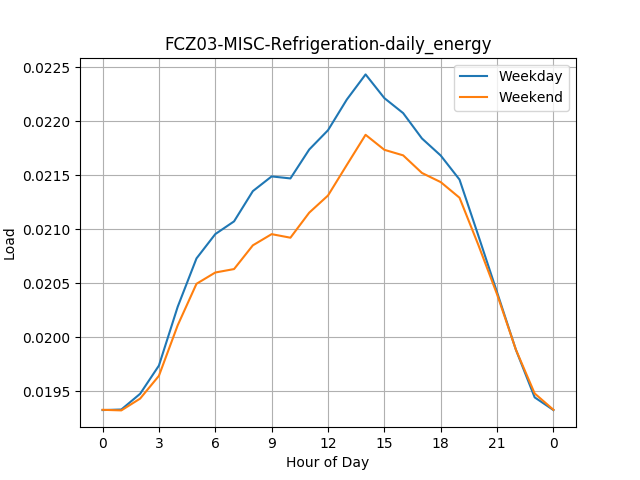 FCZ03-MISC-Refrigeration-daily_energy
Weekday
Weekend
Load
0.0225
0.0220
0.0215
0.0210
0.0205
0.0200
0.0195
0 3 6 9 12 15 18 21 0
Hour of Day